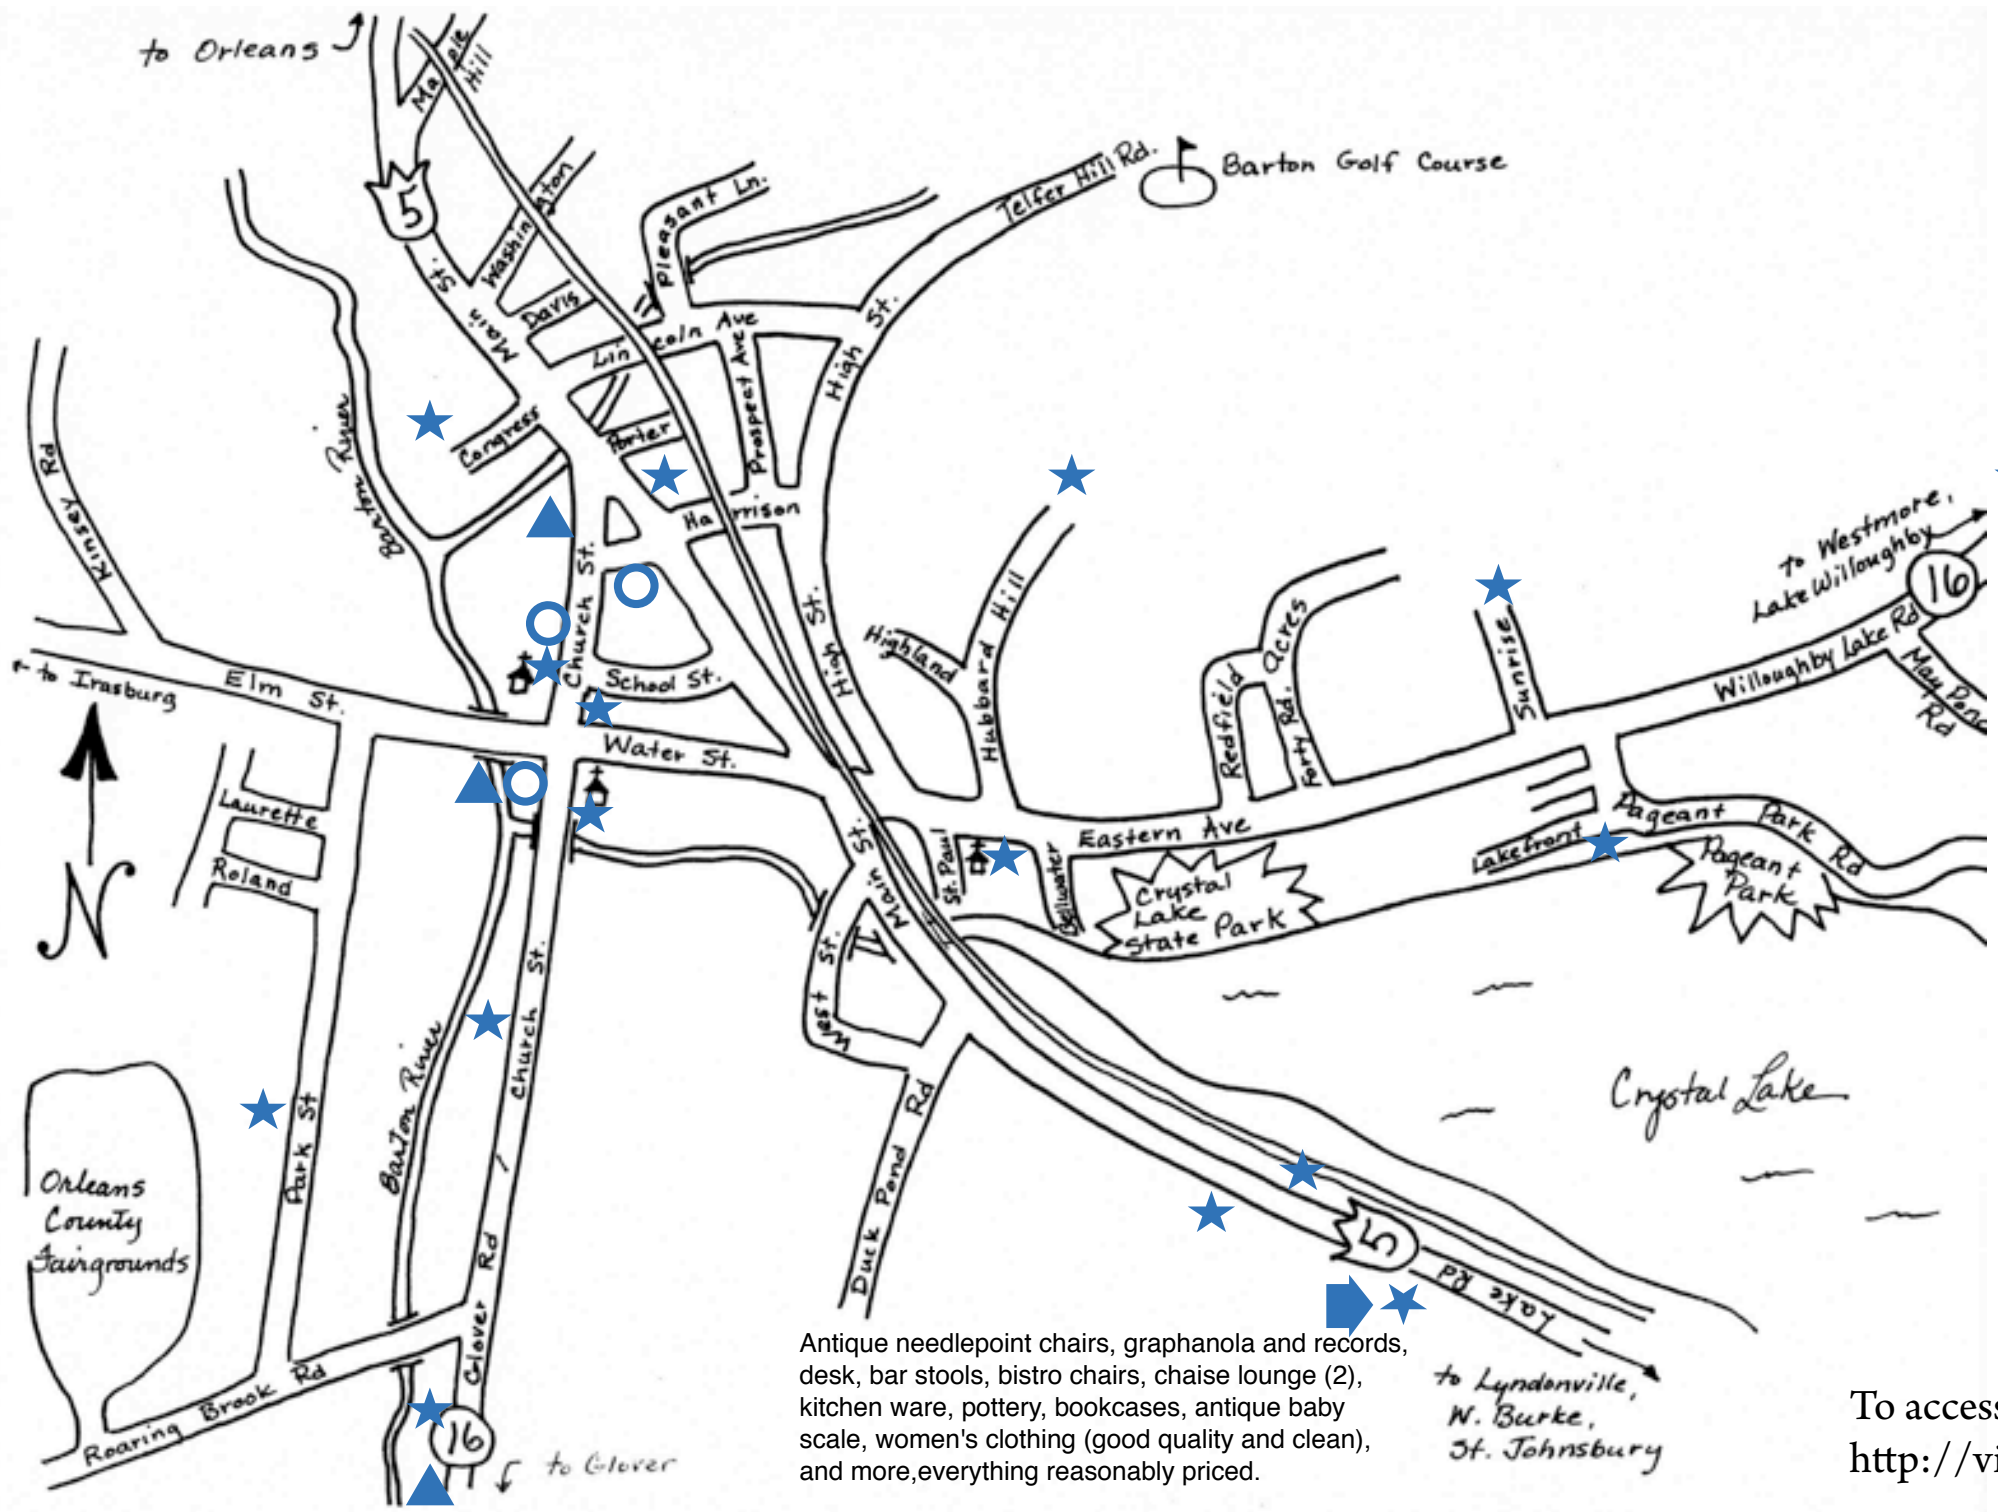 to Orleans
Maple
Hill
5
Washington
St.
Main
Davis
Pleasant Ln.
Telfer Hill Rd.
Barton Golf Course
Lincoln Ave
Prospect Ave
High St.
Congress
Porter
Harrison
Barton River
Barton
Kinsey Rd
Church St.
High St.
School St.
Highland
Hubbard Hill
Redfield
Acres
Forty Rd.
Sunrise
to Westmore,
Lake Willoughby
16
Willoughby Lake Rd
May Pond
Rd
to Irasburg
Elm St.
Water St.
Laurette
Roland
N
Main St.
St. Paul
Bellwater
Eastern Ave
Crystal
Lake
State Park
Lakefront
Pageant Park Rd
Pageant
Park
Main
West St.
West
Church St.
Barton River
Park St
Orleans
County
Fairgrounds
Duck Pond Rd
Crystal Lake
5
Lake Rd
Glover Rd /
Roaring Brook Rd
16
to Glover
to Lyndonville,
W. Burke,
St. Johnsbury
Antique needlepoint chairs, graphanola and records,
desk, bar stools, bistro chairs, chaise lounge (2),
kitchen ware, pottery, bookcases, antique baby
scale, women's clothing (good quality and clean),
and more,everything reasonably priced.
To access
http://vi